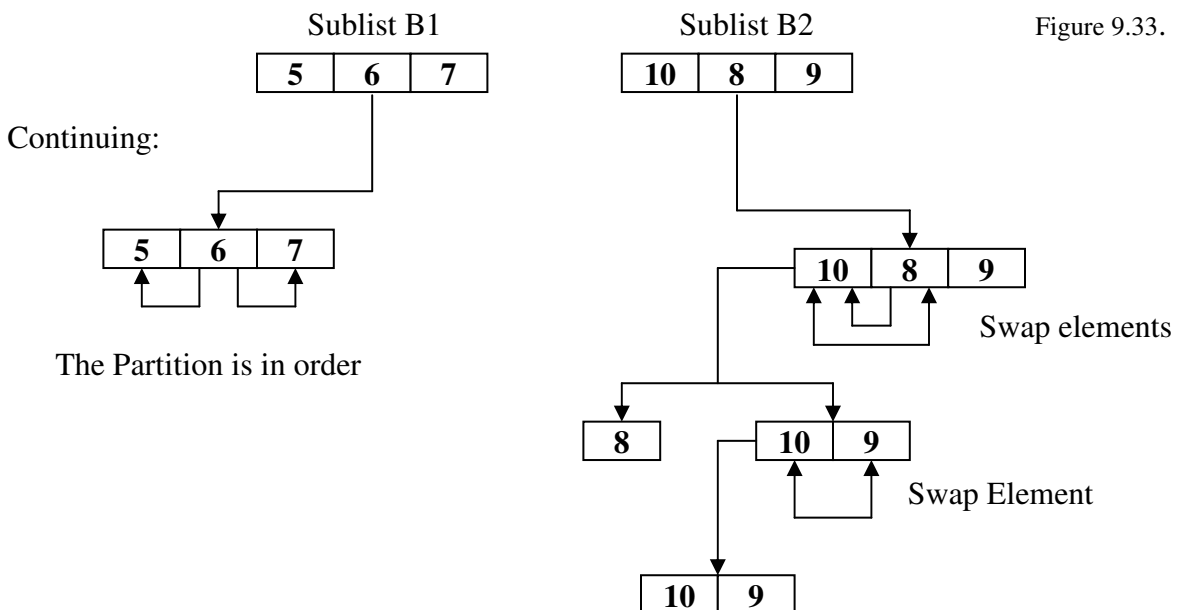 Sublist B1 Sublist B2 Figure 9.33.
5 6 7 10 8 9
Continuing:
5 6 7
10 8 9
Swap elements
The Partition is in order
8 10 9
Swap Element
10 9